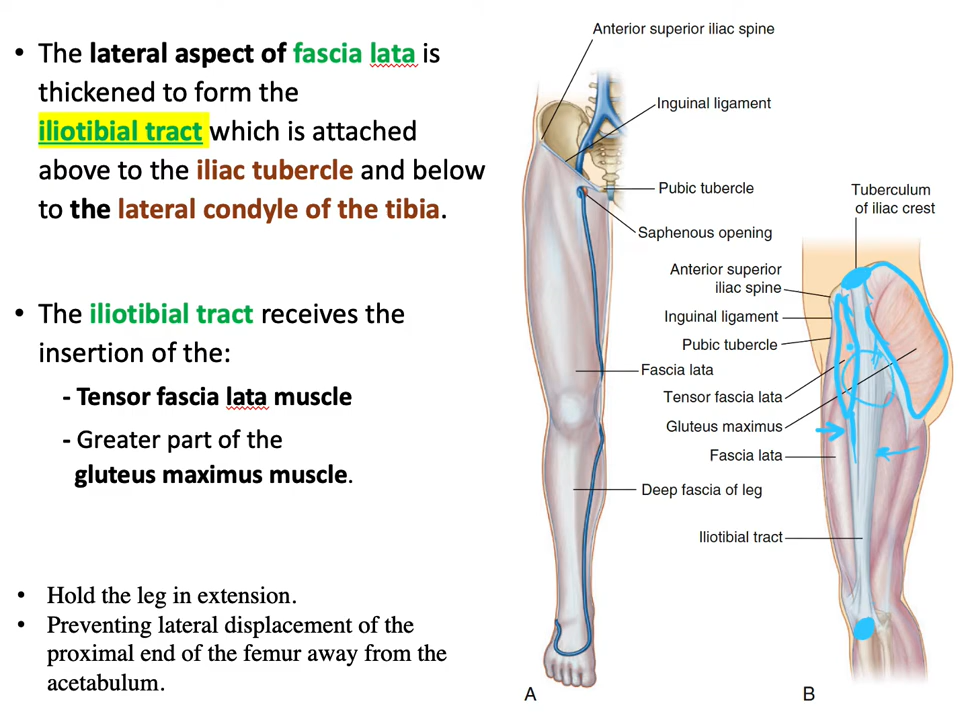 • The lateral aspect of fascia lata is
thickened to form the
iliotibial tract which is attached
above to the iliac tubercle and below
to the lateral condyle of the tibia.
• The iliotibial tract receives the
insertion of the:
- Tensor fascia lata muscle
- Greater part of the
gluteus maximus muscle.
• Hold the leg in extension.
• Preventing lateral displacement of the
proximal end of the femur away from the
acetabulum.
Anterior superior iliac spine
Inguinal ligament
Pubic tubercle
Saphenous opening
Fascia lata
Deep fascia of leg
A
Tuberculum
of iliac crest
Anterior superior
iliac spine
Inguinal ligament
Pubic tubercle
Tensor fascia lata
Gluteus maximus
Fascia lata
Iliotibial tract
B